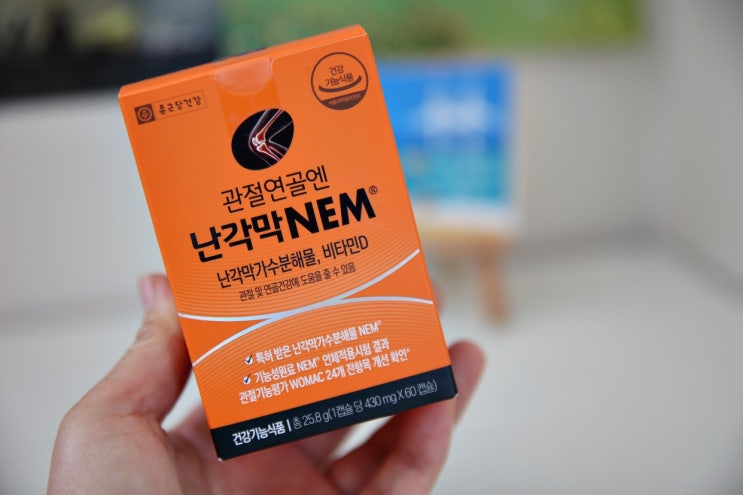 종근당건강
건강
기능식품
관절연골엔
난각막NEM®
난각막가수분해물, 비타민D
관절 및 연골건강에 도움을 줄 수 있음
특허 받은 난각막가수분해물 NEM®
기능성원료 NEM® 인체적용시험 결과
관절기능평가 WOMAC 24개 전항목 개선 확인*
건강기능식품 | 총 25.8 g(1캡슐 당 430 mg X 60 캡슐)